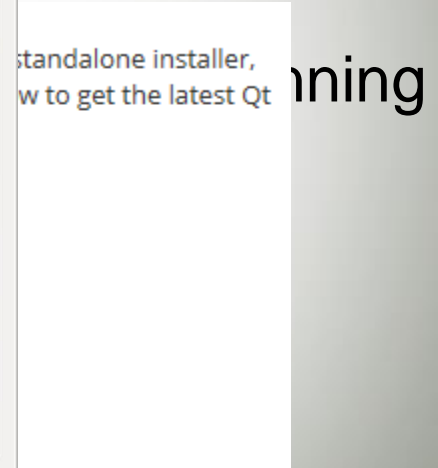 standalone installer,
w to get the latest Qt
nning